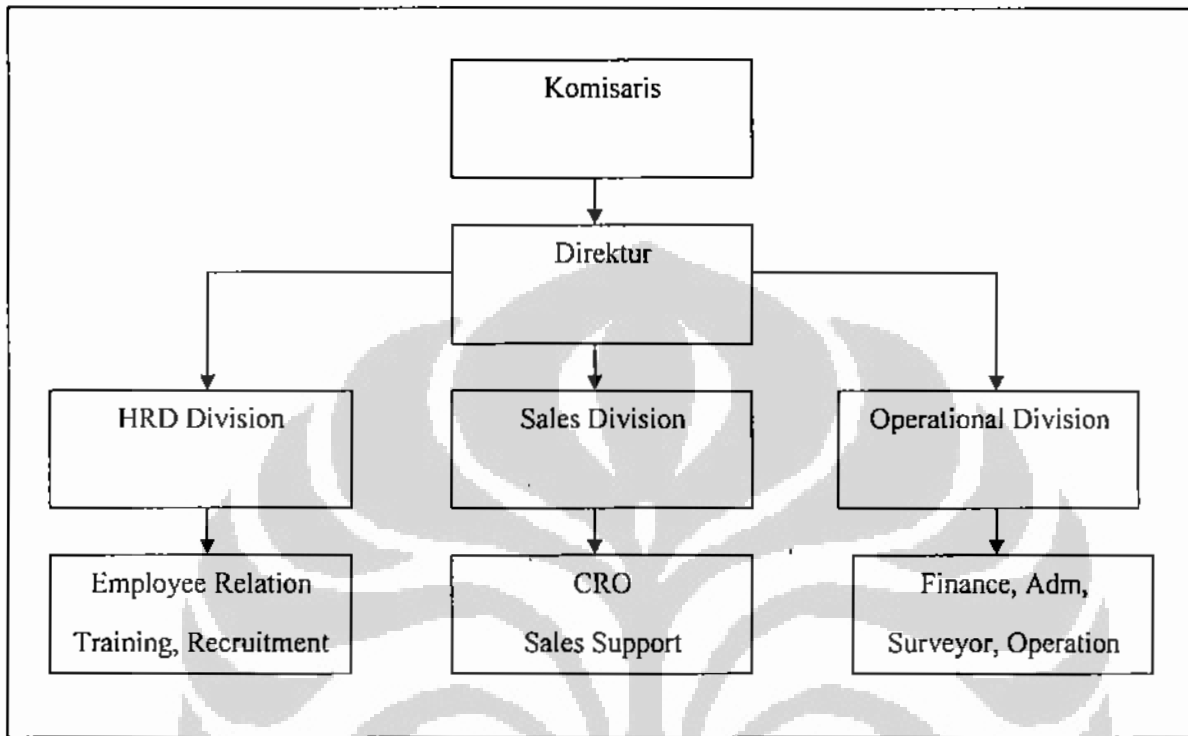 Komisaris
Direktur
HRD Division
Sales Division
Operational Division
Employee Relation
Training, Recruitment
CRO
Sales Support
Finance, Adm,
Surveyor, Operation